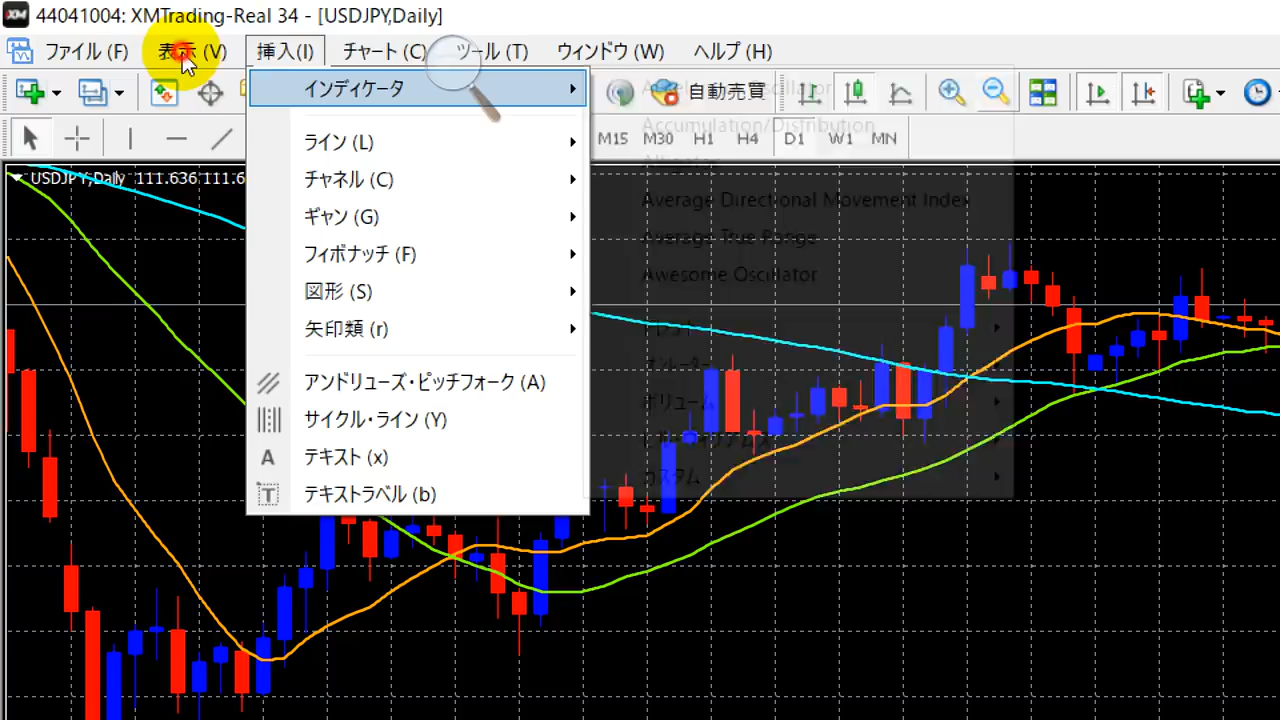 44041004: XMTrading-Real 34 - [USDJPY,Daily]
ファイル (F) 表示 (V) 挿入(I) チャート (C) ツール (T) ウィンドウ (W) ヘルプ (H)
インディケータ
自動売買
ライン (L)
チャネル (C)
ギャン (G)
フィボナッチ (F)
図形 (S)
矢印類 (r)
アンドリューズ・ピッチフォーク (A)
サイクル・ライン (Y)
A テキスト (x)
T テキストラベル (b)
M15 M30 H1 H4 D1 W1 MN
USDJPY,Daily 111.636 111.6
Accumulation/Distribution
Average Directional Movement Index
Average True Range
Awesome Oscillator
ボリューム
カスタム